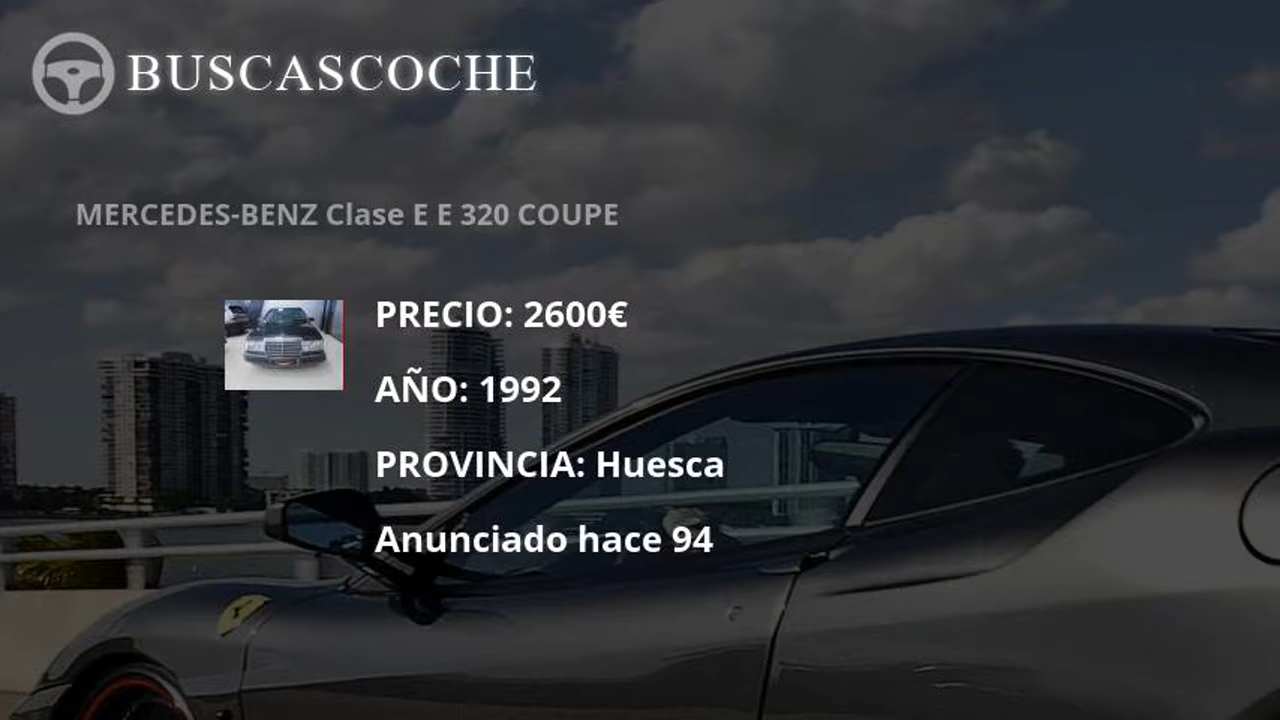 BUSCASCOCHE
MERCEDES-BENZ Clase E E 320 COUPE
PRECIO: 2600€
AÑO: 1992
PROVINCIA: Huesca
Anunciado hace 94